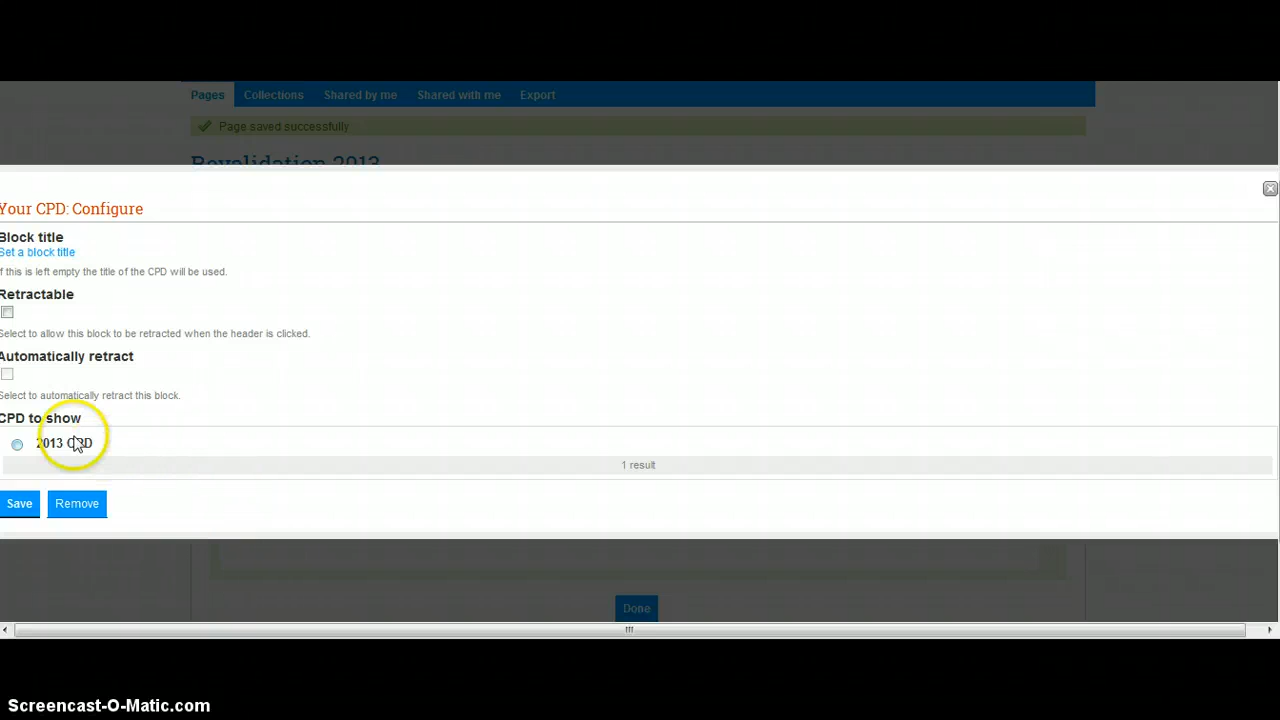 Pages Collections Shared by me Shared with me Export
Page saved successfully
Revalidation 2013
Your CPD: Configure
Block title
Set a block title
If this is left empty the title of the CPD will be used.
Retractable
Select to allow this block to be retracted when the header is clicked.
Automatically retract
Select to automatically retract this block.
CPD to show
2013 CPD
1 result
Save Remove
Done
Screencast-O-Matic.com